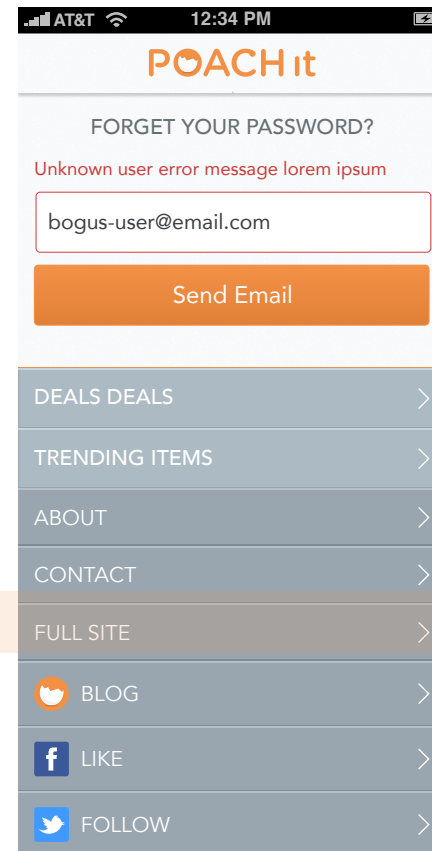 AT&T 12:34 PM
POACH it
FORGET YOUR PASSWORD?
Unknown user error message lorem ipsum
bogus-user@email.com
Send Email
DEALS DEALS
TRENDING ITEMS
ABOUT
CONTACT
FULL SITE
BLOG
f LIKE
FOLLOW